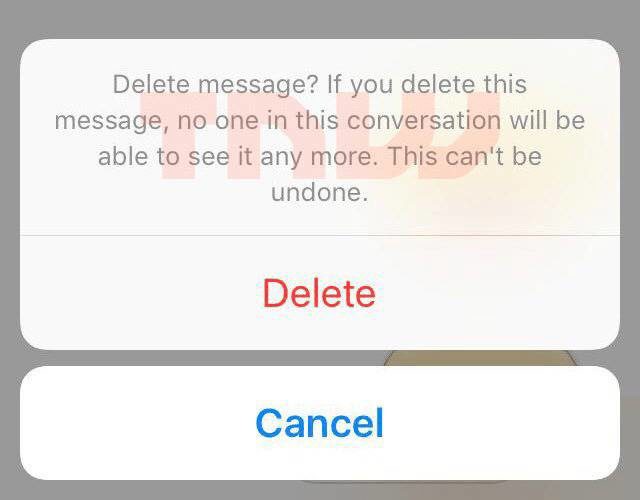 Delete message? If you delete this
message, no one in this conversation will be
able to see it any more. This can't be
undone.
TNW
Delete
Cancel